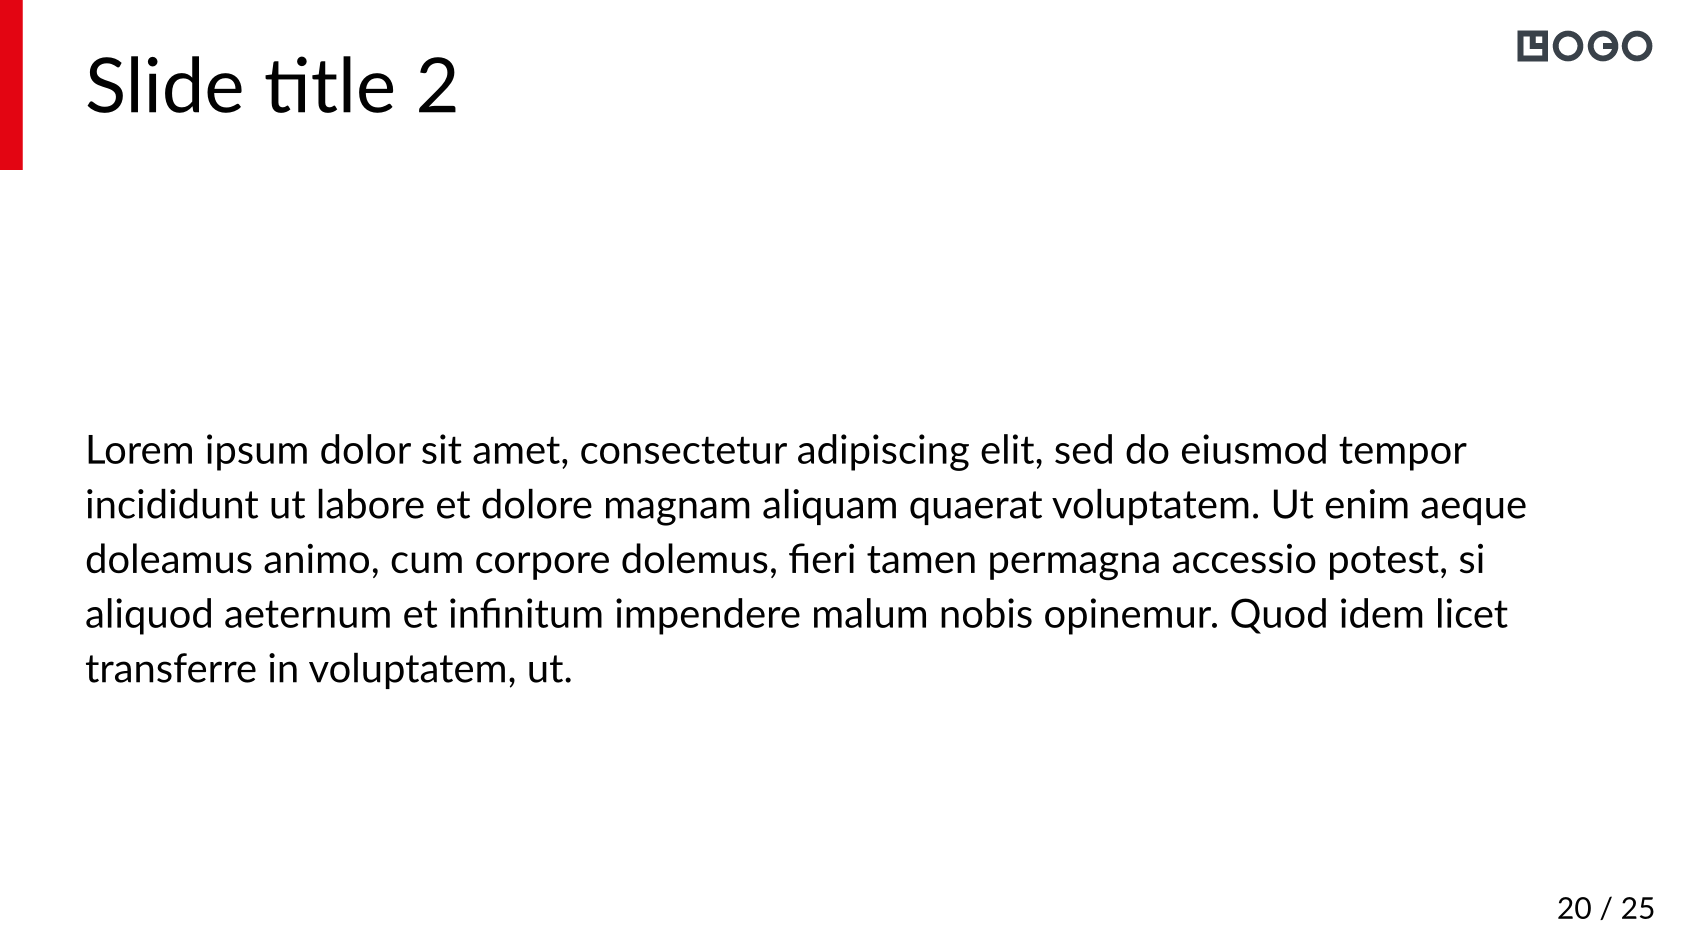 Slide title 2
LOGO
Lorem ipsum dolor sit amet, consectetur adipiscing elit, sed do eiusmod tempor
incididunt ut labore et dolore magnam aliquam quaerat voluptatem. Ut enim aeque
doleamus animo, cum corpore dolemus, fieri tamen permagna accessio potest, si
aliquod aeternum et infinitum impendere malum nobis opinemur. Quod idem licet
transferre in voluptatem, ut.
20 / 25